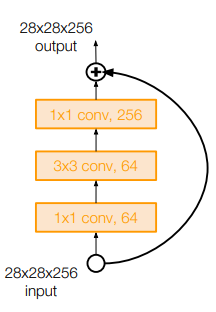 28x28x256
output
1x1 conv, 256
3x3 conv, 64
1x1 conv, 64
28x28x256
input